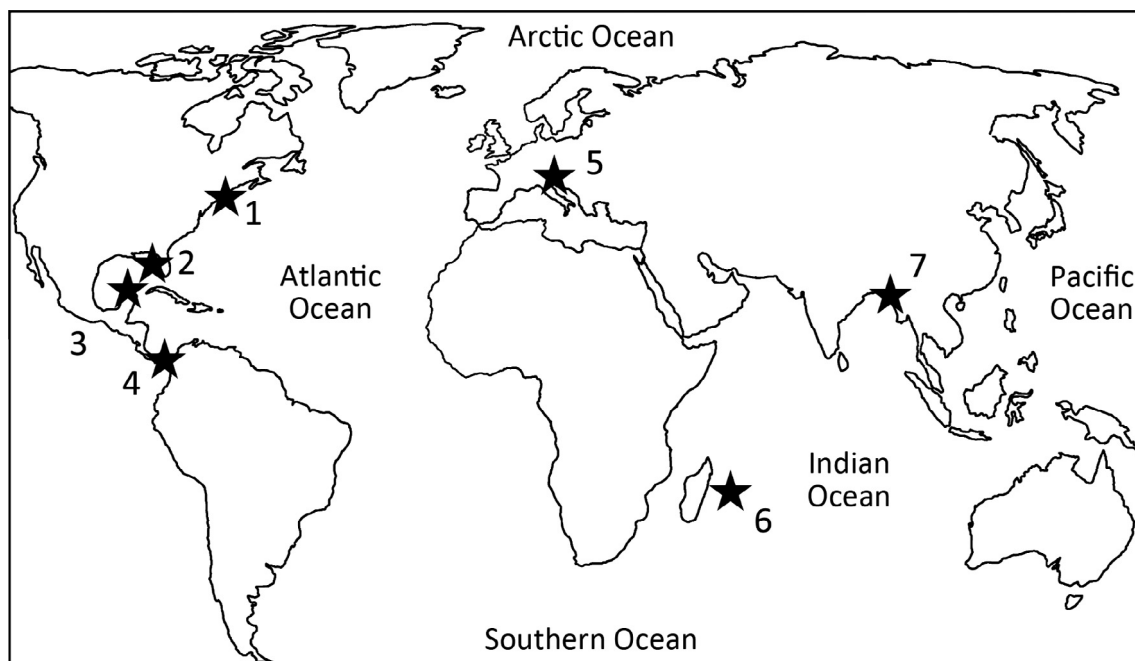 Arctic Ocean
5
1
2
Atlantic
Ocean
7
Pacific
Ocean
3
4
Indian
Ocean
6
Southern Ocean